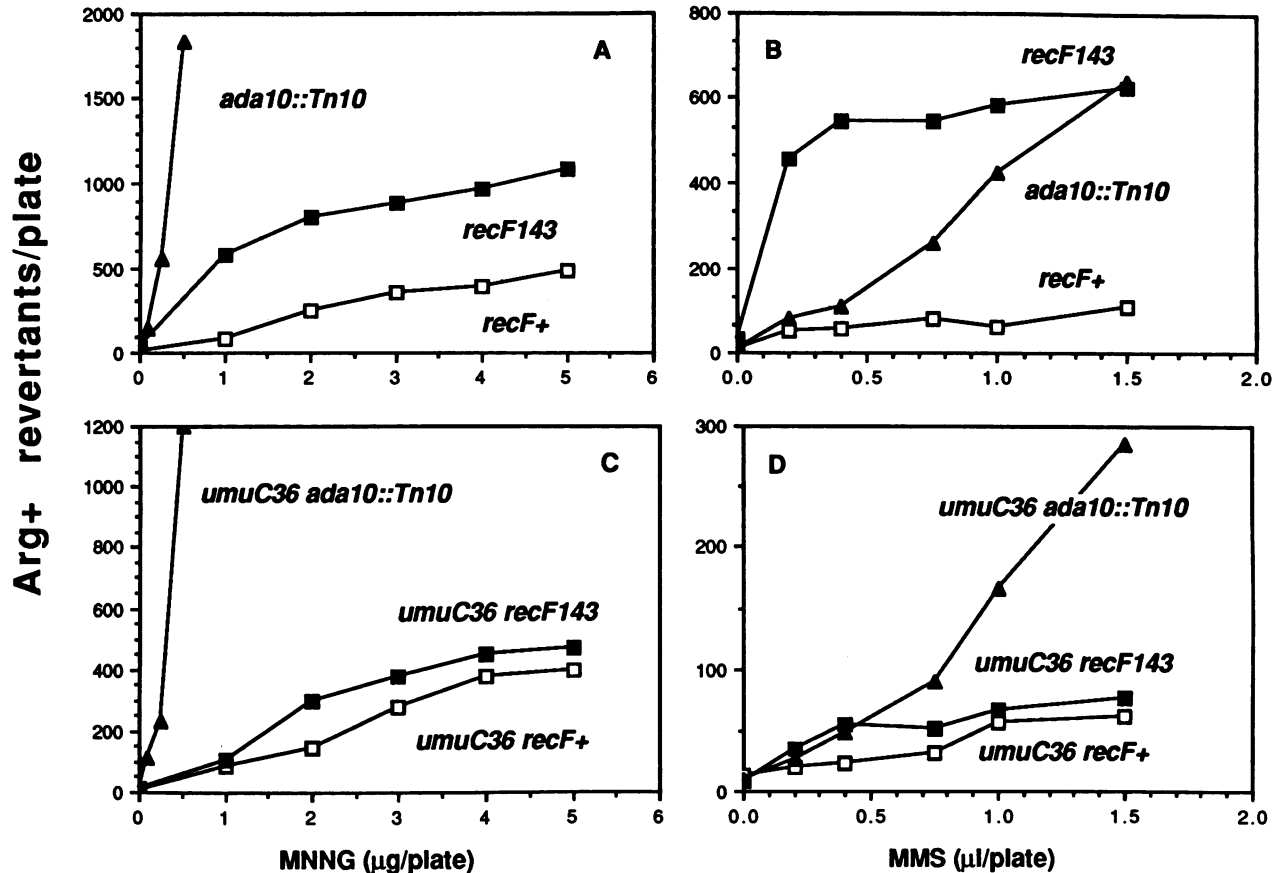 Arg+ revertants/plate
2000
1500
1000
500
0
A
ada10::Tn10
recF143
recF+
0 1 2 3 4 5 6
800
600
400
200
0
B
recF143
ada10::Tn10
recF+
0.0 0.5 1.0 1.5 2.0
1200
1000
800
600
400
200
0
C
umuC36 ada10::Tn10
umuC36 recF143
umuC36 recF+
0 1 2 3 4 5 6
MNNG (μg/plate)
300
200
100
0
D
umuC36 ada10::Tn10
umuC36 recF143
umuC36 recF+
0.0 0.5 1.0 1.5 2.0
MMS (μl/plate)